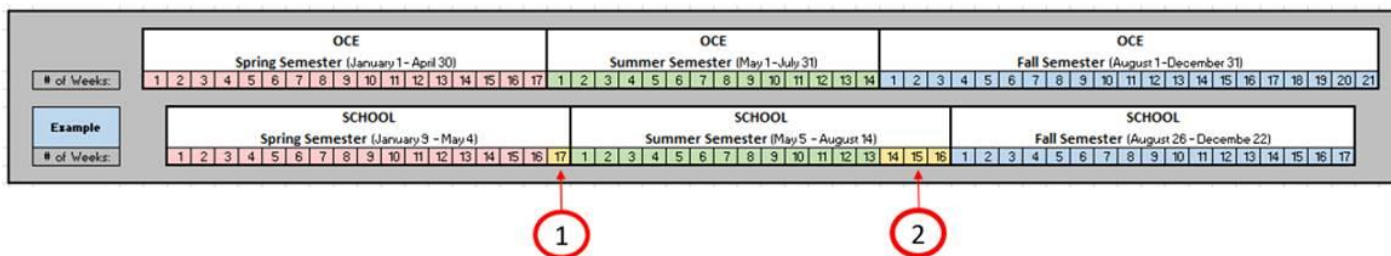 OCE OCE OCE
Spring Semester (January 1 - April 30) Summer Semester (May 1-July 31) Fall Semester (August 1-December 31)
# of Weeks: 1 2 3 4 5 6 7 8 9 10 11 12 13 14 15 16 17 1 2 3 4 5 6 7 8 9 10 11 12 13 14 1 2 3 4 5 6 7 8 9 10 11 12 13 14 15 16 17 18 19 20 21
Example SCHOOL SCHOOL SCHOOL
Spring Semester (January 9 - May 4) Summer Semester (May 5 - August 14) Fall Semester (August 26 - Decembe 22)
# of Weeks: 1 2 3 4 5 6 7 8 9 10 11 12 13 14 15 16 17 1 2 3 4 5 6 7 8 9 10 11 12 13 14 15 16 1 2 3 4 5 6 7 8 9 10 11 12 13 14 15 16 17
1 2